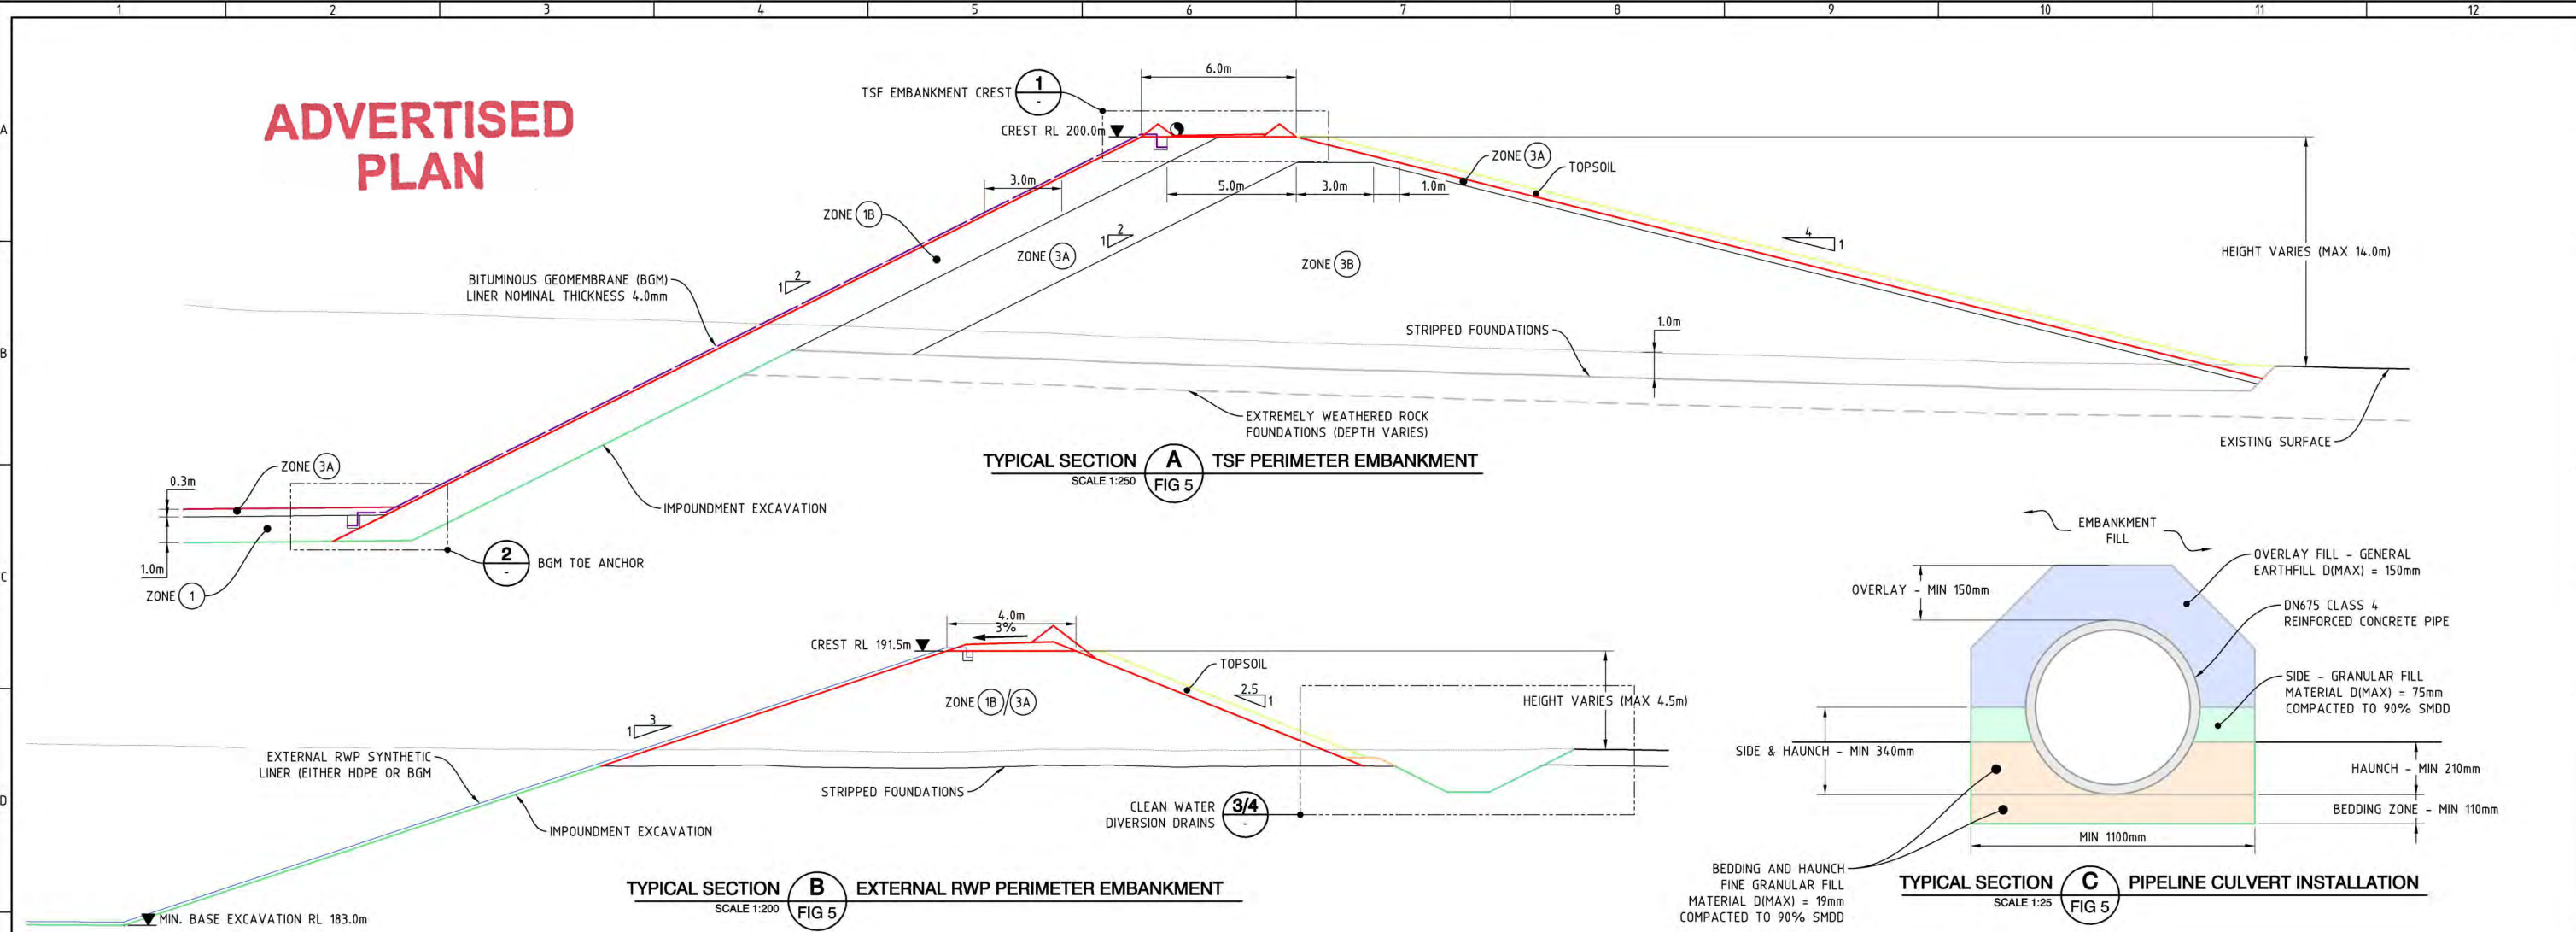 1 2 3 4 5 6 7 8 9 10 11 12
A
B
C
D
ADVERTISED
PLAN
TSF EMBANKMENT CREST
1
-
6.0m
CREST RL 200.0m
3.0m
5.0m
3.0m
1.0m
ZONE 3A
TOPSOIL
ZONE 1B
ZONE 3A
ZONE 3B
2
1
2
1
4
1
HEIGHT VARIES (MAX 14.0m)
BITUMINOUS GEOMEMBRANE (BGM)
LINER NOMINAL THICKNESS 4.0mm
STRIPPED FOUNDATIONS
1.0m
EXTREMELY WEATHERED ROCK
FOUNDATIONS (DEPTH VARIES)
EXISTING SURFACE
ZONE 3A
0.3m
1.0m
ZONE 1
IMPOUNDMENT EXCAVATION
2
-
BGM TOE ANCHOR
TYPICAL SECTION A TSF PERIMETER EMBANKMENT
SCALE 1:250 FIG 5
4.0m
3%
CREST RL 191.5m
TOPSOIL
ZONE 1B/3A
3
1
2.5
1
HEIGHT VARIES (MAX 4.5m)
EXTERNAL RWP SYNTHETIC
LINER (EITHER HDPE OR BGM
STRIPPED FOUNDATIONS
IMPOUNDMENT EXCAVATION
CLEAN WATER
DIVERSION DRAINS
3/4
-
MIN. BASE EXCAVATION RL 183.0m
TYPICAL SECTION B EXTERNAL RWP PERIMETER EMBANKMENT
SCALE 1:200 FIG 5
EMBANKMENT
FILL
OVERLAY FILL - GENERAL
EARTHFILL D(MAX) = 150mm
OVERLAY - MIN 150mm
DN675 CLASS 4
REINFORCED CONCRETE PIPE
SIDE - GRANULAR FILL
MATERIAL D(MAX) = 75mm
COMPACTED TO 90% SMDD
SIDE & HAUNCH - MIN 340mm
HAUNCH - MIN 210mm
BEDDING ZONE - MIN 110mm
MIN 1100mm
BEDDING AND HAUNCH
FINE GRANULAR FILL
MATERIAL D(MAX) = 19mm
COMPACTED TO 90% SMDD
TYPICAL SECTION C PIPELINE CULVERT INSTALLATION
SCALE 1:25 FIG 5